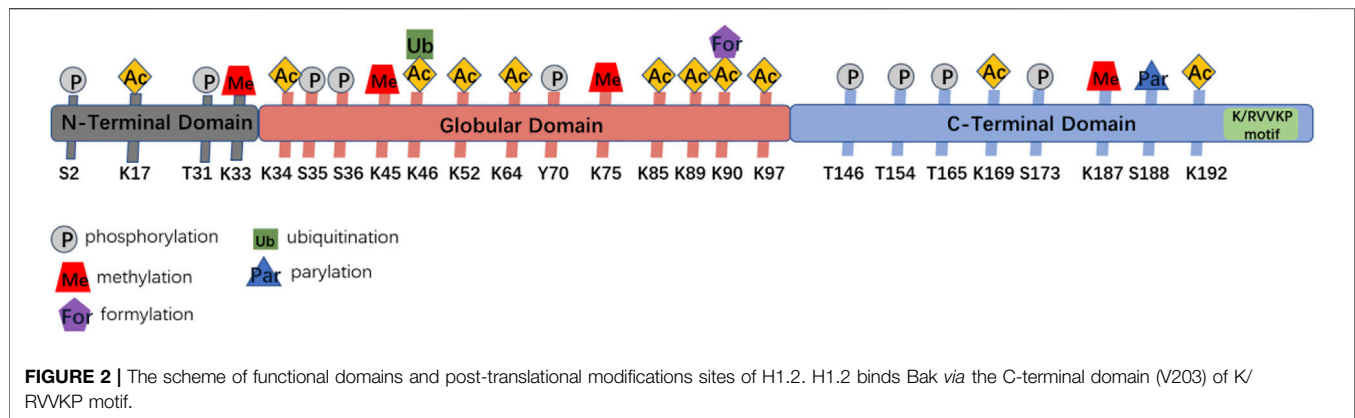 Ub For
P Ac P Me Ac P P Me Ac Ac Ac P Me Ac Ac Ac Ac P P P Ac P Me Par Ac
N-Terminal Domain Globular Domain C-Terminal Domain K/RVVKP
motif
S2 K17 T31 K33 K34 S35 S36 K45 K46 K52 K64 Y70 K75 K85 K89 K90 K97 T146 T154 T165 K169 S173 K187 S188 K192
P phosphorylation Ub ubiquitination
Me methylation Par parylation
For formylation
FIGURE 2 | The scheme of functional domains and post-translational modifications sites of H1.2. H1.2 binds Bak via the C-terminal domain (V203) of K/
RVVKP motif.